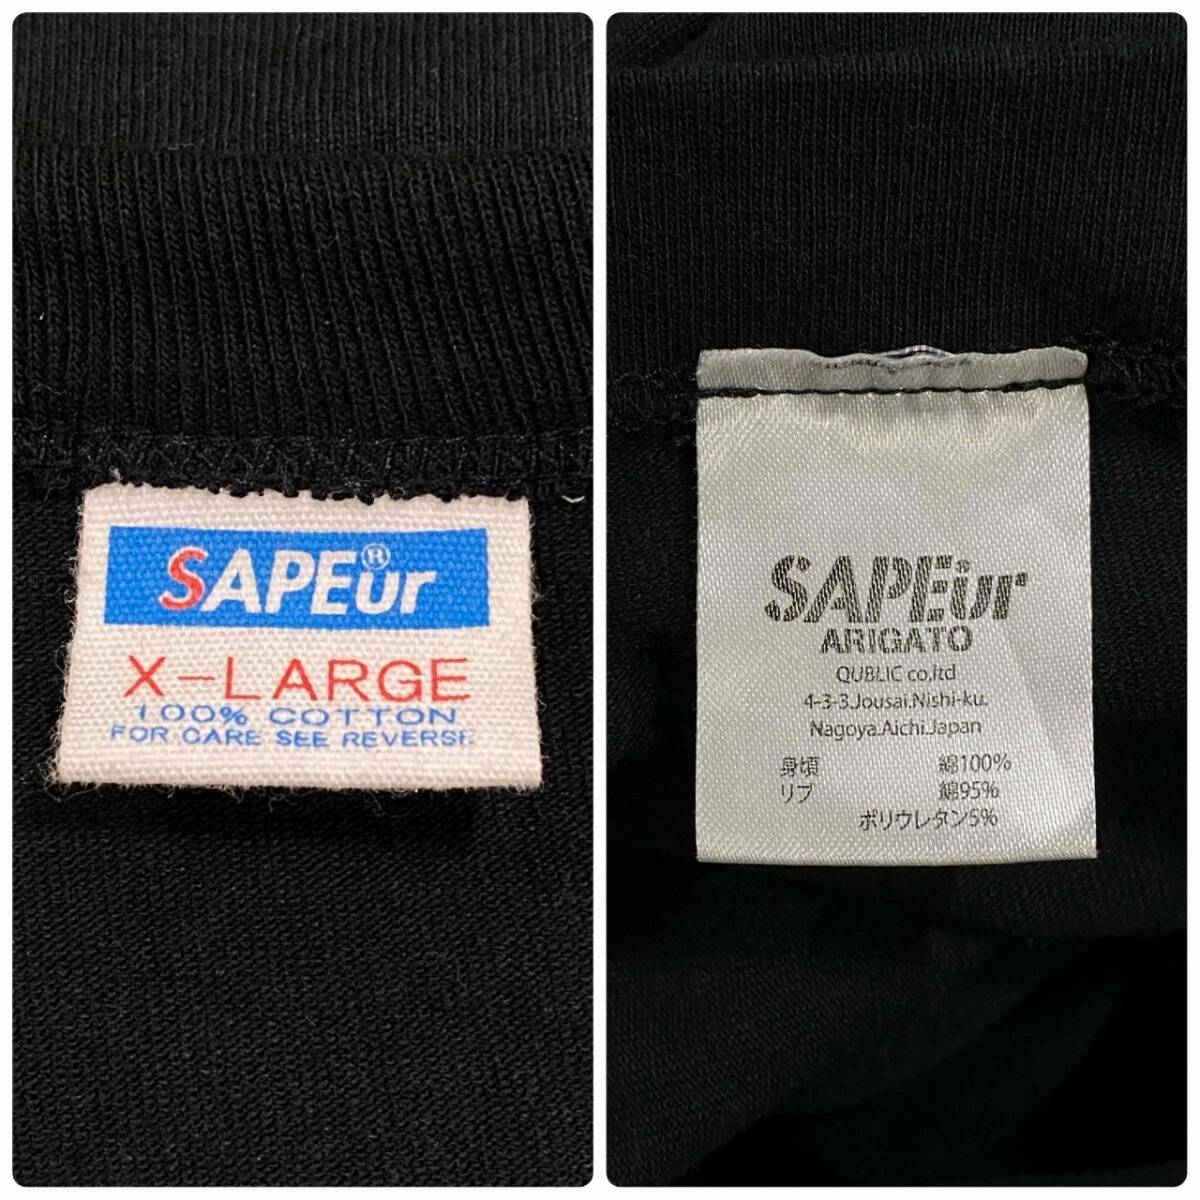 SAPEur®
X-LARGE
100% COTTON
FOR CARE SEE REVERSE
SAPEur
ARIGATO
QUBLIC co,ltd
4-3-3.Jousai.Nishi-ku.
Nagoya.Aichi.Japan
身頃 綿100%
リブ 綿95%
ポリウレタン5%